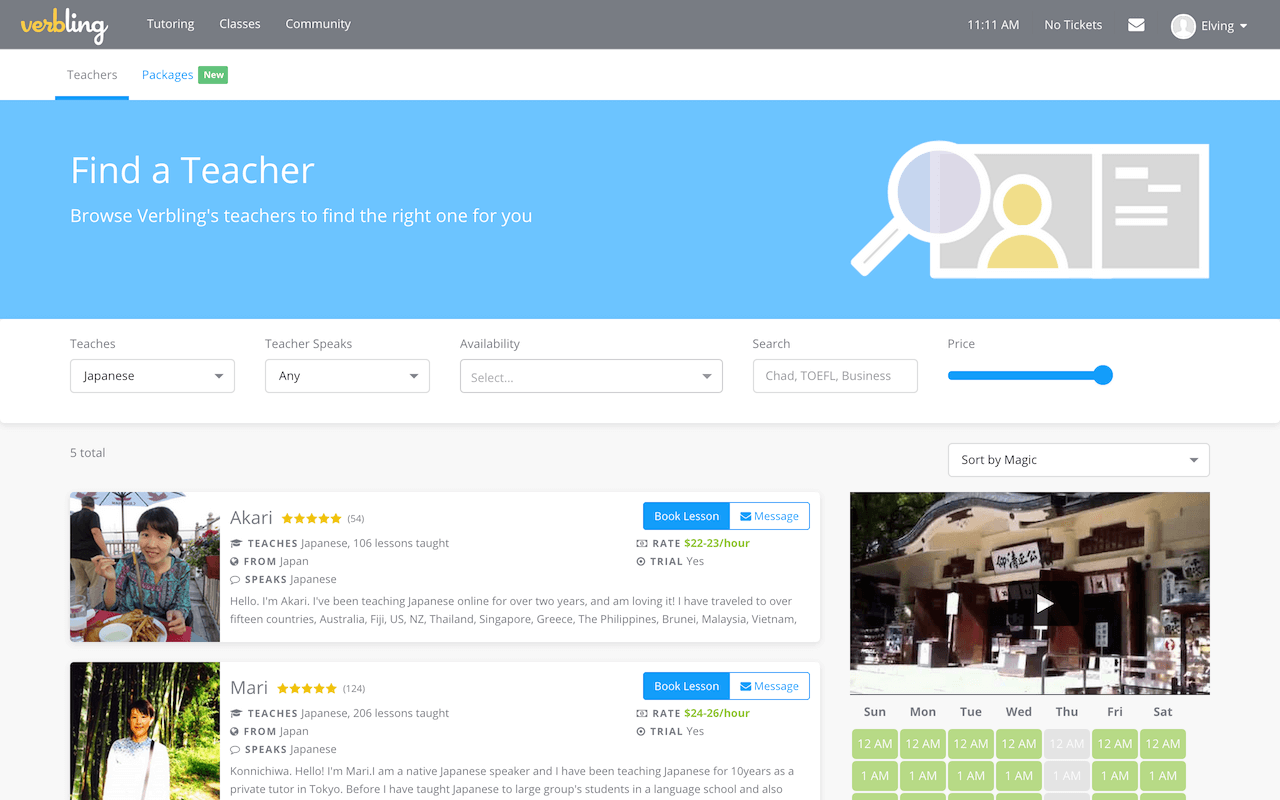 verbling
Tutoring Classes Community
11:11 AM No Tickets Elving
Teachers Packages New
Find a Teacher
Browse Verbling's teachers to find the right one for you
Teaches Teacher Speaks Availability Search Price
Japanese Any Select... Chad, TOEFL, Business
5 total
Sort by Magic
Akari (54)
Book Lesson Message
TEACHES Japanese, 106 lessons taught
RATE $22-23/hour
FROM Japan
TRIAL Yes
SPEAKS Japanese
Hello. I'm Akari. I've been teaching Japanese online for over two years, and am loving it! I have traveled to over
fifteen countries, Australia, Fiji, US, NZ, Thailand, Singapore, Greece, The Philippines, Brunei, Malaysia, Vietnam,
Mari (124)
Book Lesson Message
TEACHES Japanese, 206 lessons taught
RATE $24-26/hour
FROM Japan
TRIAL Yes
SPEAKS Japanese
Konnichiwa. Hello! I'm Mari.I am a native Japanese speaker and I have been teaching Japanese for 10years as a
private tutor in Tokyo. Before I have taught Japanese to large group's students in a language school and also
Sun Mon Tue Wed Thu Fri Sat
12 AM 12 AM 12 AM 12 AM 12 AM 12 AM 12 AM
1 AM 1 AM 1 AM 1 AM 1 AM 1 AM 1 AM